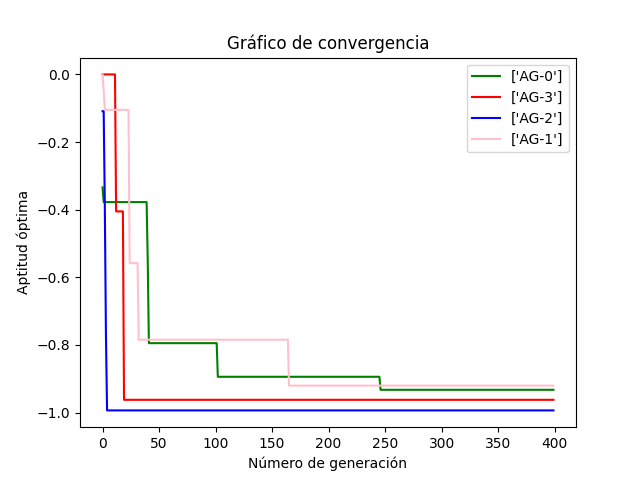 Gráfico de convergencia
['AG-0']
['AG-3']
['AG-2']
['AG-1']
Aptitud óptima
0.0
−0.2
−0.4
−0.6
−0.8
−1.0
0 50 100 150 200 250 300 350 400
Número de generación